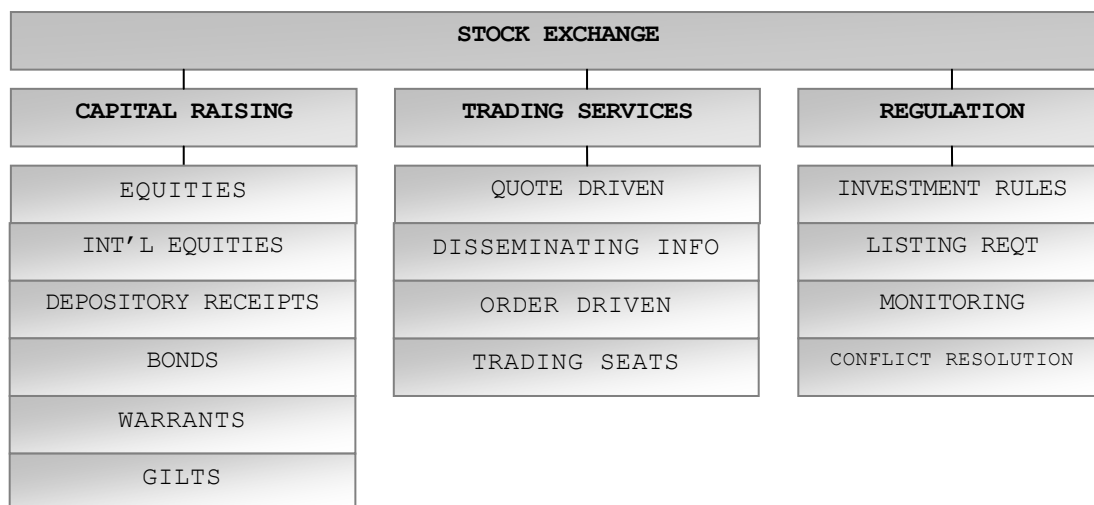 STOCK EXCHANGE
CAPITAL RAISING
EQUITIES
INT’L EQUITIES
DEPOSITORY RECEIPTS
BONDS
WARRANTS
GILTS
TRADING SERVICES
QUOTE DRIVEN
DISSEMINATING INFO
ORDER DRIVEN
TRADING SEATS
REGULATION
INVESTMENT RULES
LISTING REQT
MONITORING
CONFLICT RESOLUTION